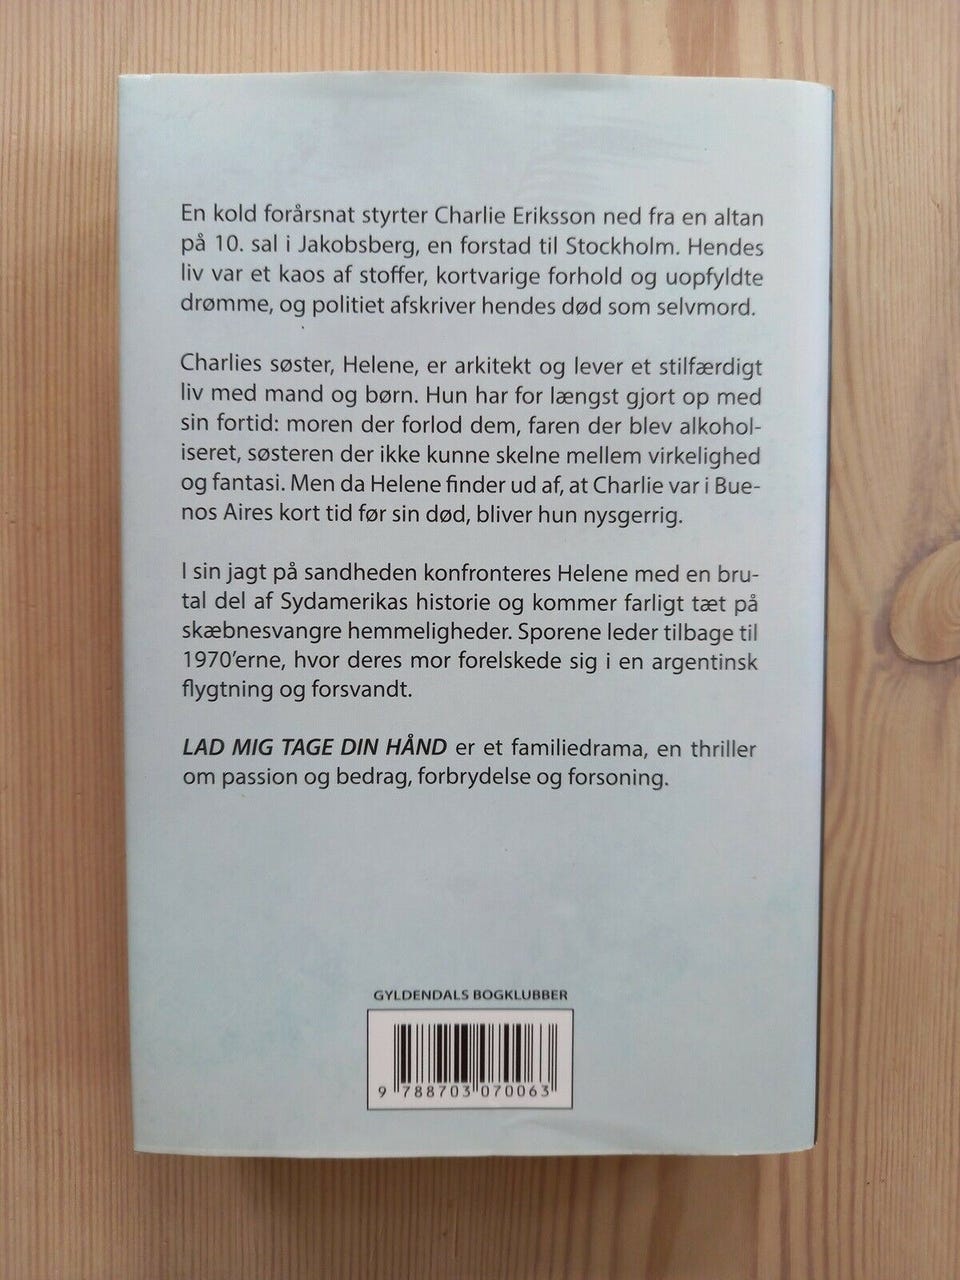 En kold forårsnat styrter Charlie Eriksson ned fra en altan
på 10. sal i Jakobsberg, en forstad til Stockholm. Hendes
liv var et kaos af stoffer, kortvarige forhold og uopfyldte
drømme, og politiet afskriver hendes død som selvmord.
Charlies søster, Helene, er arkitekt og lever et stilfærdigt
liv med mand og børn. Hun har for længst gjort op med
sin fortid: moren der forlod dem, faren der blev alkohol-
iseret, søsteren der ikke kunne skelne mellem virkelighed
og fantasi. Men da Helene finder ud af, at Charlie var i Bue-
nos Aires kort tid før sin død, bliver hun nysgerrig.
I sin jagt på sandheden konfronteres Helene med en bru-
tal del af Sydamerikas historie og kommer farligt tæt på
skæbnesvangre hemmeligheder. Sporene leder tilbage til
1970'erne, hvor deres mor forelskede sig i en argentinsk
flygtning og forsvandt.
LAD MIG TAGE DIN HÅND er et familiedrama, en thriller
om passion og bedrag, forbrydelse og forsoning.
GYLDENDALS BOGKLUBBER
9 788703 070063